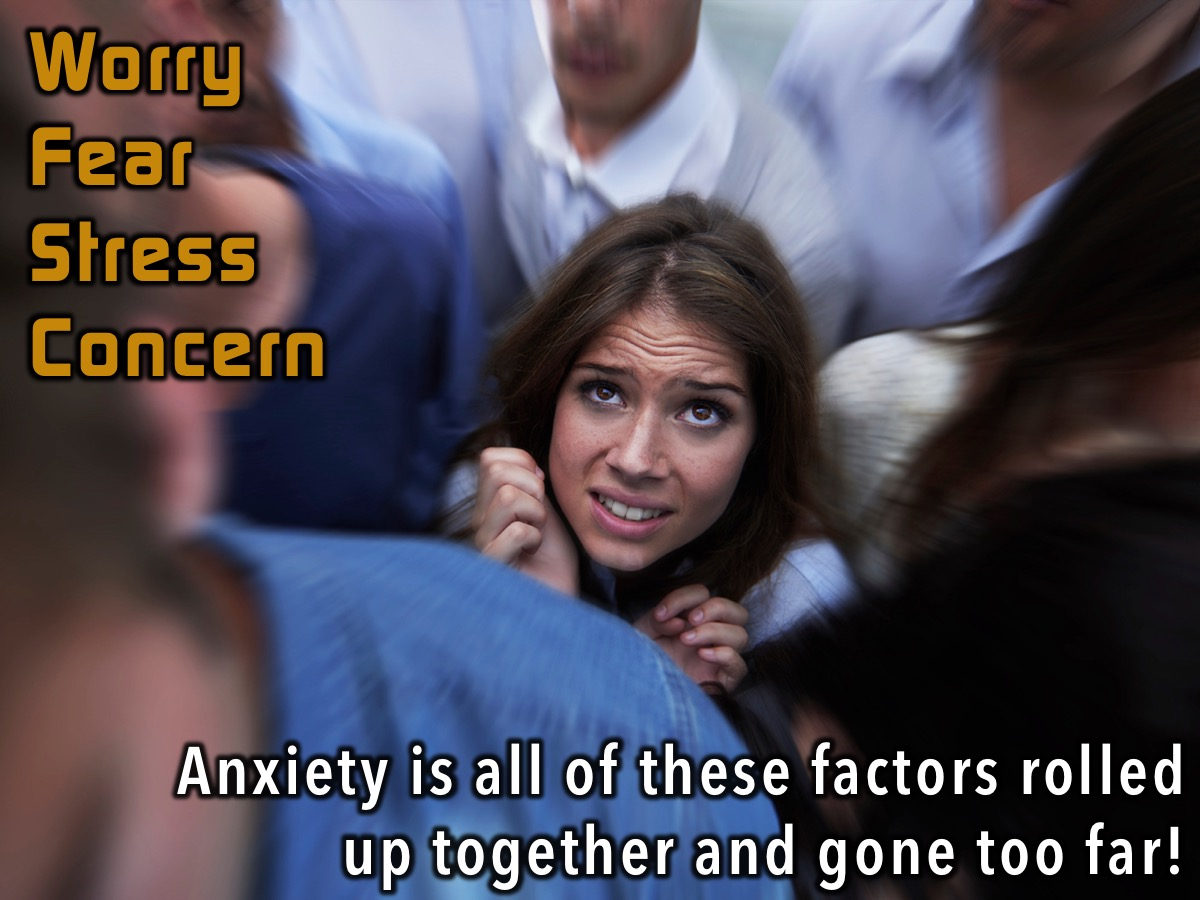 Worry
Fear
Stress
Concern
Anxiety is all of these factors rolled
up together and gone too far!